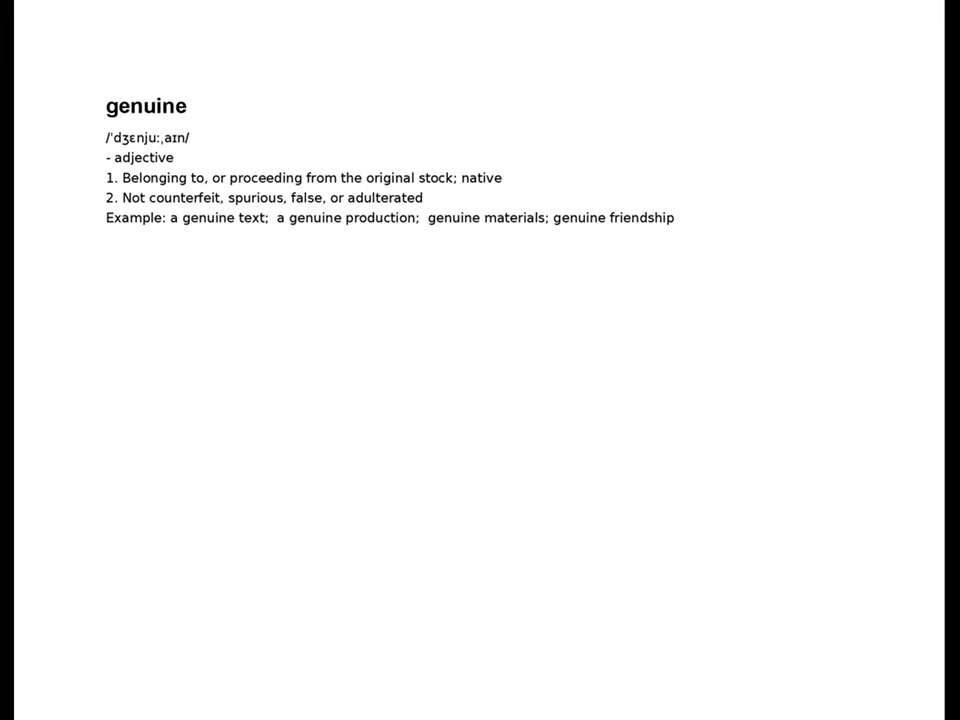 genuine
/ˈdʒɛnjuːˌaɪn/
- adjective
1. Belonging to, or proceeding from the original stock; native
2. Not counterfeit, spurious, false, or adulterated
Example: a genuine text;  a genuine production;  genuine materials; genuine friendship